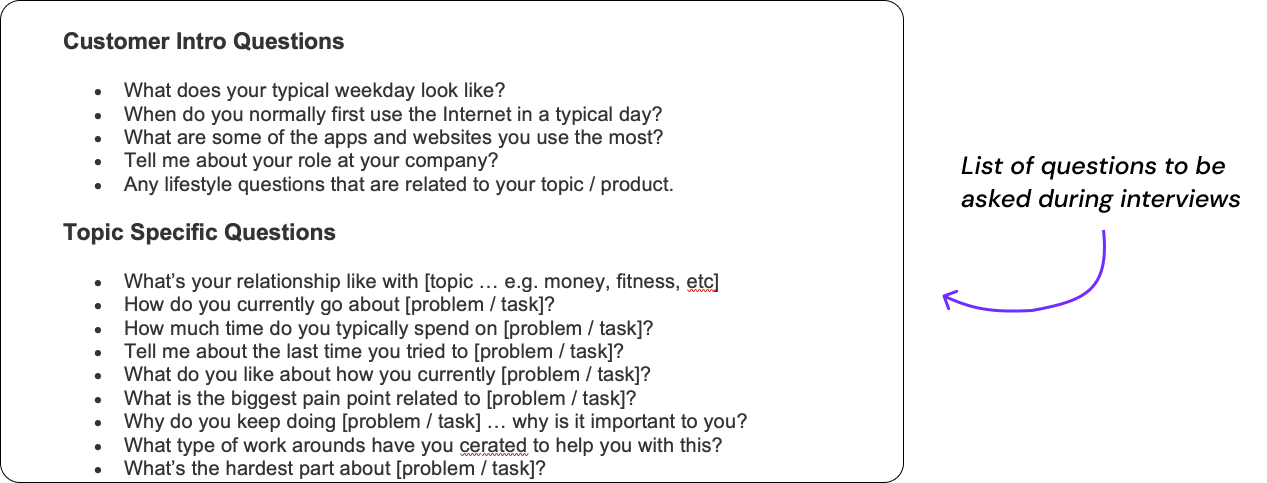 Customer Intro Questions
• What does your typical weekday look like?
• When do you normally first use the Internet in a typical day?
• What are some of the apps and websites you use the most?
• Tell me about your role at your company?
• Any lifestyle questions that are related to your topic / product.
Topic Specific Questions
• What’s your relationship like with [topic … e.g. money, fitness, etc]
• How do you currently go about [problem / task]?
• How much time do you typically spend on [problem / task]?
• Tell me about the last time you tried to [problem / task]?
• What do you like about how you currently [problem / task]?
• What is the biggest pain point related to [problem / task]?
• Why do you keep doing [problem / task] … why is it important to you?
• What type of work arounds have you cerated to help you with this?
• What’s the hardest part about [problem / task]?
List of questions to be
asked during interviews